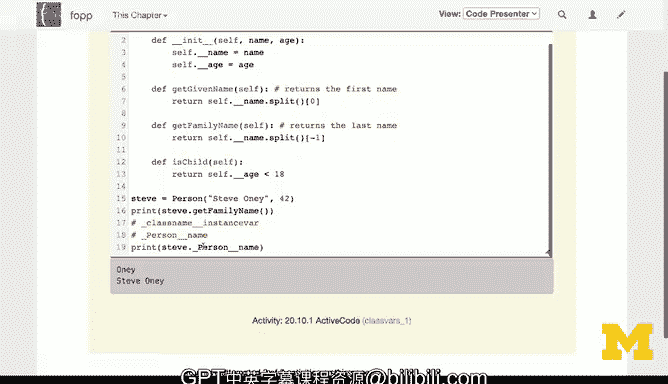 fopp
This Chapter
View: Code Presenter
2 def __init__(self, name, age):
3 self.__name = name
4 self.__age = age
5
6 def getGivenName(self): # returns the first name
7 return self.__name.split()[0]
8
9 def getFamilyName(self): # returns the last name
10 return self.__name.split()[-1]
11
12 def isChild(self):
13 return self.__age < 18
14
15 steve = Person("Steve Oney", 42)
16 print(steve.getFamilyName())
17 # _classname__instancevar
18 # _Person__name
19 print(steve._Person__name)
Oney
Steve Oney
Activity: 20.10.1 ActiveCode (classvars_1)
M
GPT中英字幕课程资源@bilibili.com